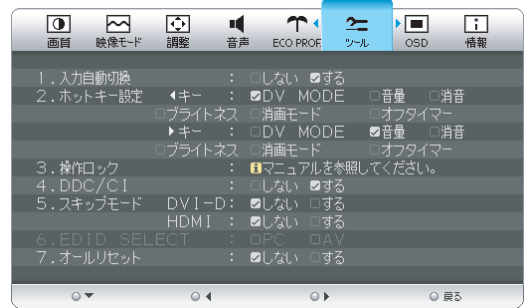 画質 映像モード 調整 音声 ECO PROF. ツール OSD 情報
1.入力自動切換 : □しない ☑する
2.ホットキー設定 ◀キー : ☑DV MODE □音量 □消音
□ブライトネス □消画モード □オフタイマー
▶キー : □DV MODE ☑音量 □消音
□ブライトネス □消画モード □オフタイマー
3.操作ロック : マニュアルを参照してください。
4.DDC/CI : □しない ☑する
5.スキップモード DVI-D: ☑しない □する
HDMI : ☑しない □する
6.EDID SELECT : □PC □AV
7.オールリセット : ☑しない □する
○▼ ○◀ ○▶ ○戻る